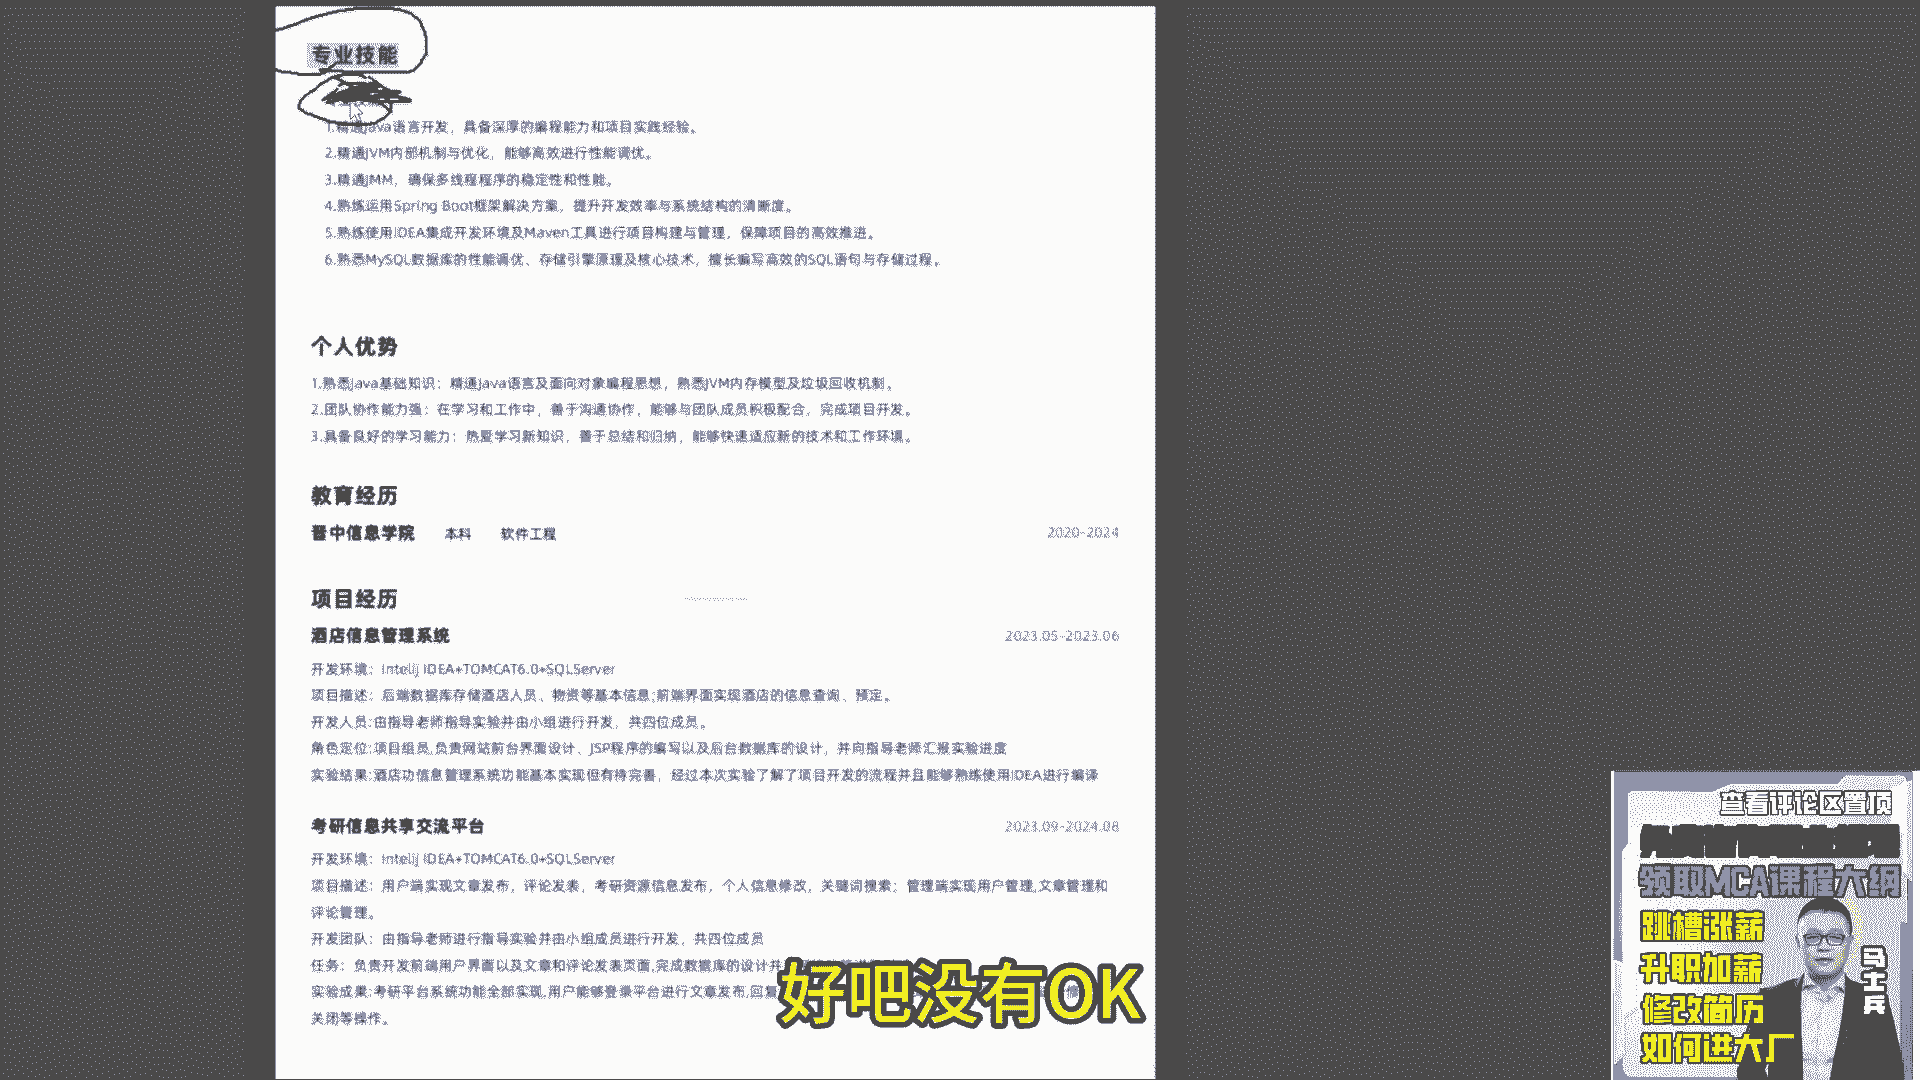 专业技能
1.精通Java语言开发，具备深厚的编程能力和项目实践经验。
2.精通JVM内部机制与优化，能够高效进行性能调优。
3.精通JMM，确保多线程程序的稳定性和性能。
4.熟练运用Spring Boot框架解决方案，提升开发效率与系统结构的清晰度。
5.熟练使用IDEA集成开发环境及Maven工具进行项目构建与管理，保障项目的高效推进。
6.熟悉MySQL数据库的性能调优、存储引擎原理及核心技术，擅长编写高效的SQL语句与存储过程。
个人优势
1.熟悉Java基础知识：精通Java语言及面向对象编程思想，熟悉JVM内存模型及垃圾回收机制。
2.团队协作能力强：在学习和工作中，善于沟通协作，能够与团队成员积极配合，完成项目开发。
3.具备良好的学习能力：热爱学习新知识，善于总结和归纳，能够快速适应新的技术和工作环境。
教育经历
晋中信息学院 本科 软件工程 2020-2024
项目经历
酒店信息管理系统 2023.05-2023.06
开发环境：Intelij IDEA+TOMCAT6.0+SQLServer
项目描述：后端数据库存储酒店人员、物资等基本信息;前端界面实现酒店的信息查询、预定。
开发人员:由指导老师指导实验并由小组进行开发，共四位成员。
角色定位:项目组员,负责网站前台界面设计、JSP程序的编写以及后台数据库的设计，并向指导老师汇报实验进度
实验结果:酒店功信息管理系统功能基本实现但有待完善，经过本次实验了解了项目开发的流程并且能够熟练使用IDEA进行编译
考研信息共享交流平台 2023.09-2024.08
开发环境：Intelij IDEA+TOMCAT6.0+SQLServer
项目描述：用户端实现文章发布，评论发表，考研资源信息发布，个人信息修改，关键词搜索；管理端实现用户管理,文章管理和
评论管理。
开发团队：由指导老师进行指导实验并由小组成员进行开发，共四位成员
任务：负责开发前端用户界面以及文章和评论发表页面,完成数据库的设计并
实验成果:考研平台系统功能全部实现,用户能够登录平台进行文章发布,回复
关闭等操作。
好吧没有OK
查看评论区置顶
领取MCA课程大纲
跳槽涨薪
升职加薪
修改简历
如何进大厂
马士兵